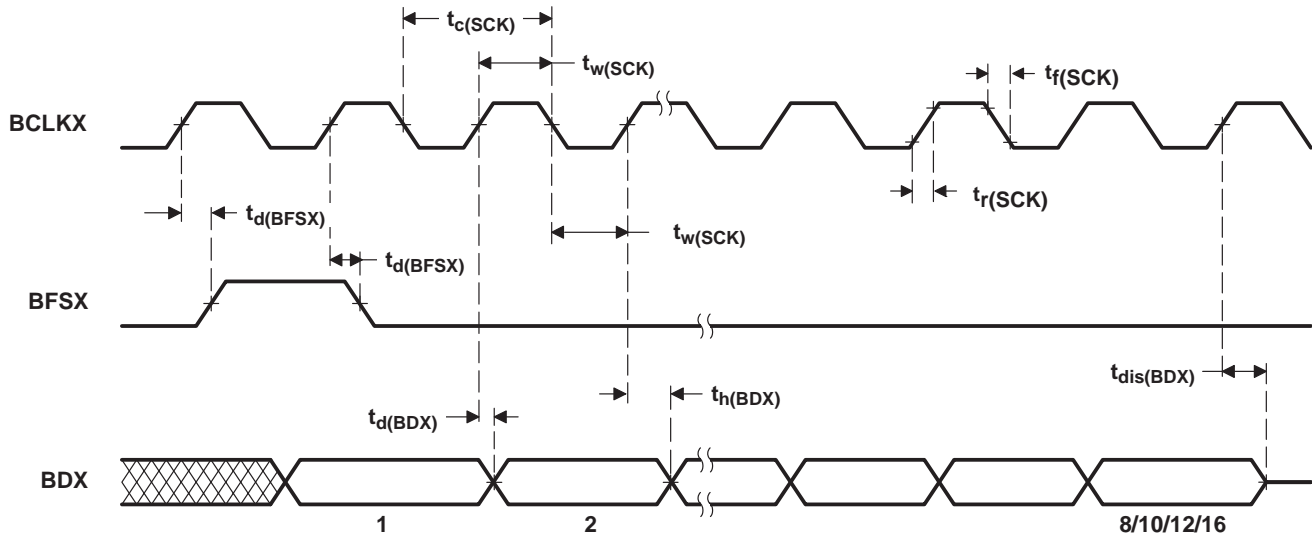 tc(SCK)
tw(SCK)
tf(SCK)
BCLKX
tr(SCK)
td(BFSX)
tw(SCK)
td(BFSX)
BFSX
tdis(BDX)
th(BDX)
td(BDX)
BDX
1 2 8/10/12/16